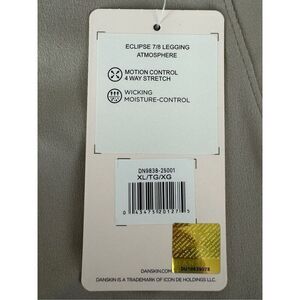 ECLIPSE 7/8 LEGGING
ATMOSPHERE
MOTION CONTROL
4 WAY STRETCH
WICKING
MOISTURE-CONTROL
DN9838-25001
XL/TG/XG
DANSKIN.COM
DANSKIN IS A TRADEMARK OF ICON DE HOLDINGS LLC.